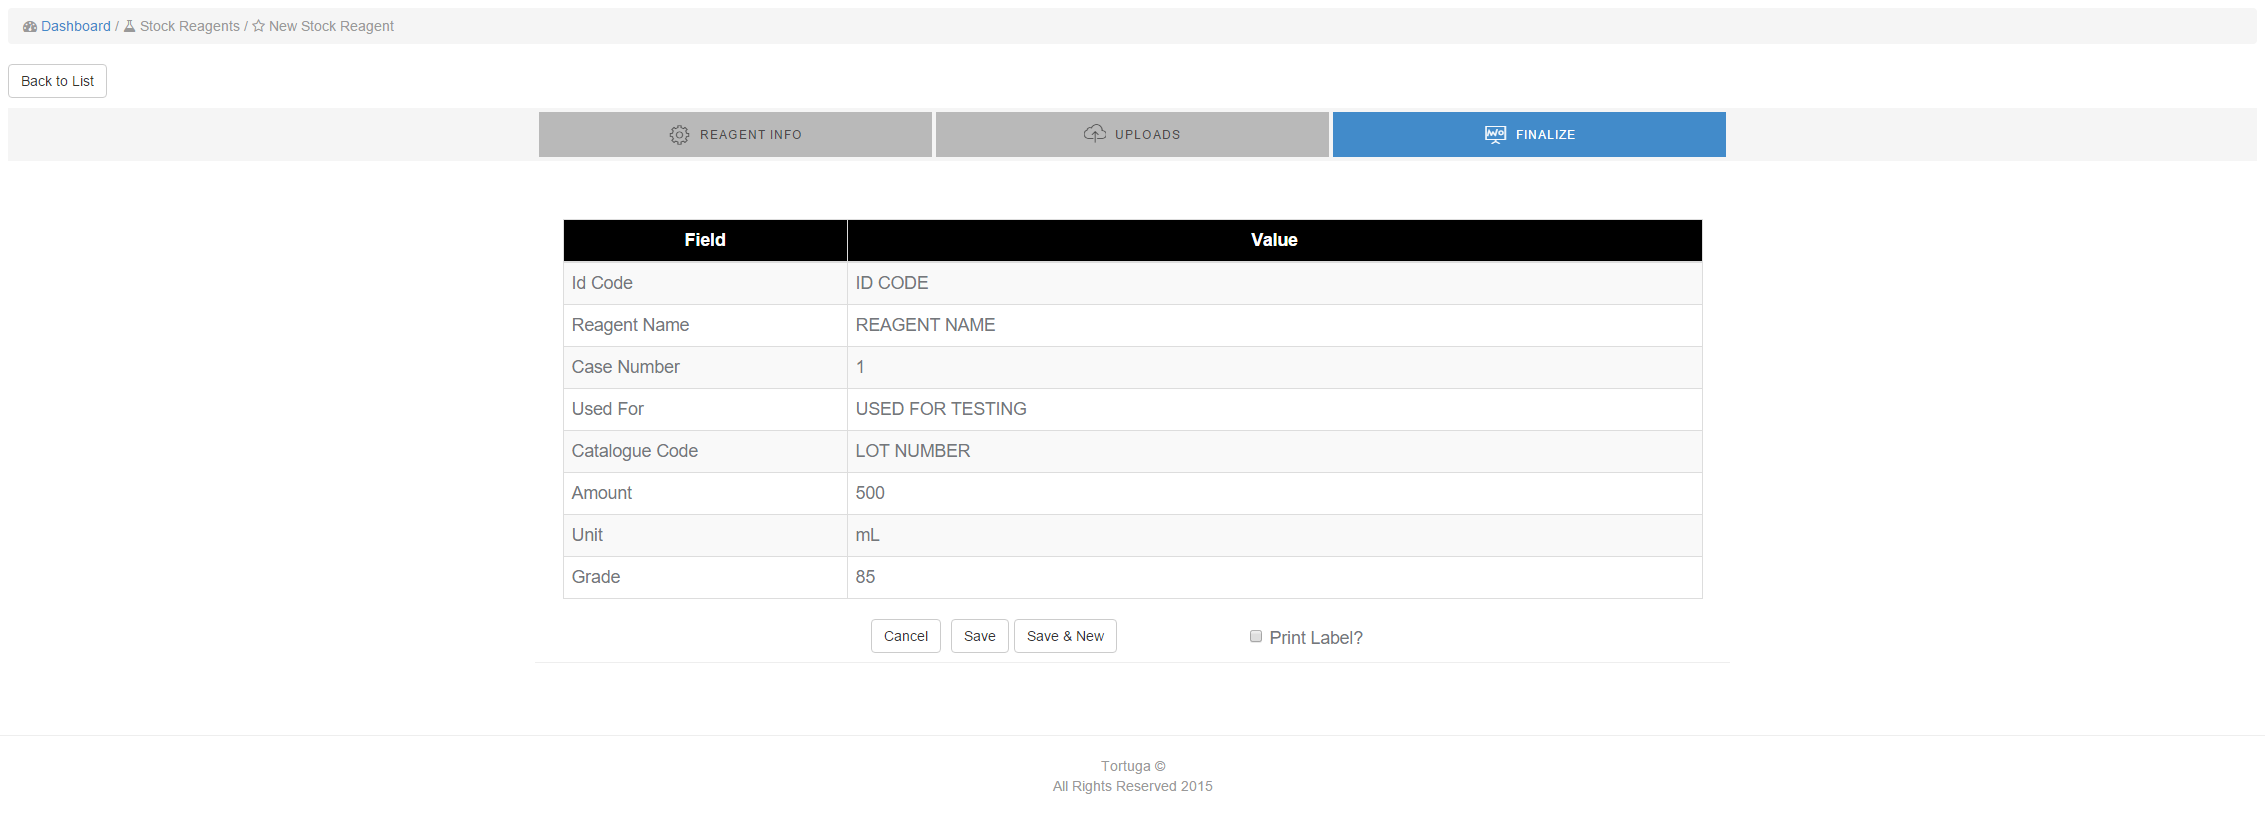 Dashboard / Stock Reagents / New Stock Reagent
Back to List
REAGENT INFO UPLOADS FINALIZE
Field Value
Id Code ID CODE
Reagent Name REAGENT NAME
Case Number 1
Used For USED FOR TESTING
Catalogue Code LOT NUMBER
Amount 500
Unit mL
Grade 85
Cancel Save Save & New Print Label?
Tortuga ©
All Rights Reserved 2015